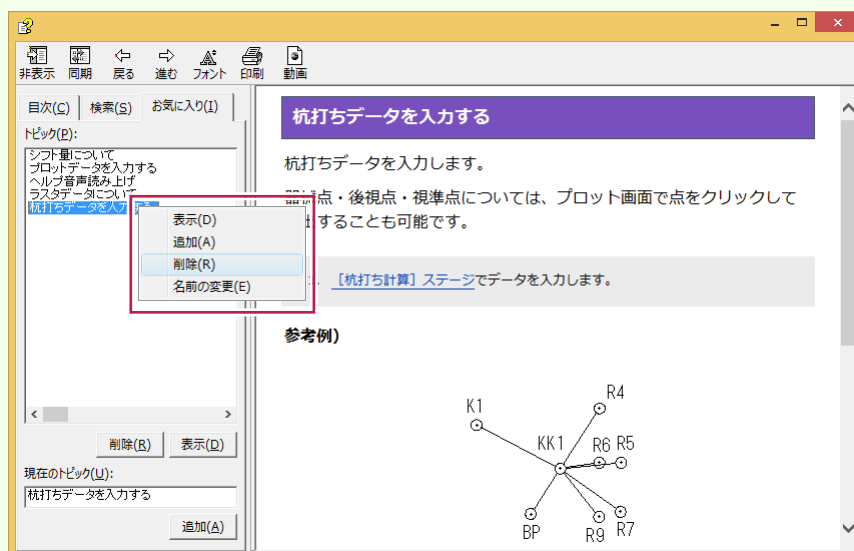 非表示 同期 戻る 進む フォント 印刷 動画
目次(C) 検索(S) お気に入り(I)
トピック(P):
シフト量について
プロットデータを入力する
ヘルプ音声読み上げ
ラスタデータについて
杭打ちデータを入力する
表示(D)
追加(A)
削除(R)
名前の変更(E)
削除(R) 表示(D)
現在のトピック(U):
杭打ちデータを入力する
追加(A)
杭打ちデータを入力する
杭打ちデータを入力します。
点・後視点・視準点については、プロット画面で点をクリックして
することも可能です。
［杭打ち計算］ステージでデータを入力します。
参考例)
K1
R4
KK1
R6 R5
BP
R9 R7